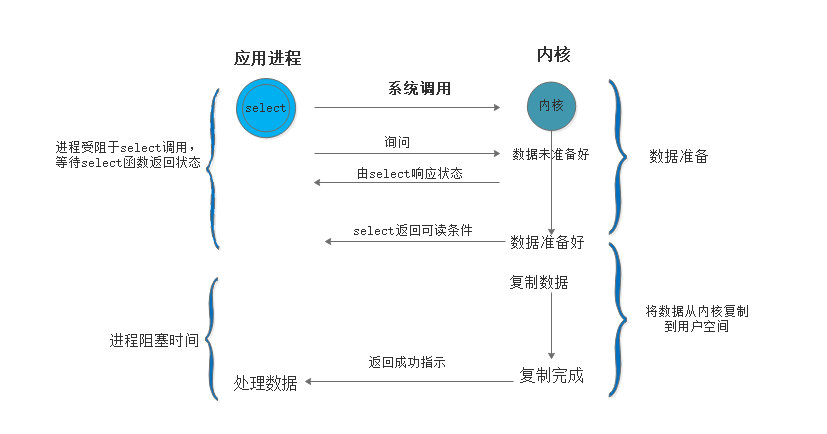 应用进程
内核
系统调用
select
内核
询问
进程受阻于select调用，
等待select函数返回状态
数据未准备好
数据准备
由select响应状态
select返回可读条件
数据准备好
复制数据
将数据从内核复制
到用户空间
进程阻塞时间
返回成功指示
复制完成
处理数据